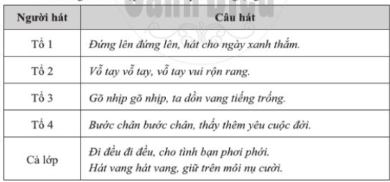 Người hát Câu hát
Tổ 1 Đứng lên đứng lên, hát cho ngày xanh thắm.
Tổ 2 Vỗ tay vỗ tay, vỗ tay vui rộn rang.
Tổ 3 Gõ nhịp gõ nhịp, ta dồn vang tiếng trống.
Tổ 4 Bước chân bước chân, thấy thêm yêu cuộc đời.
Cả lớp Đi đều đi đều, cho tình bạn phơi phới.
Hát vang hát vang, giữ trên môi nụ cười.